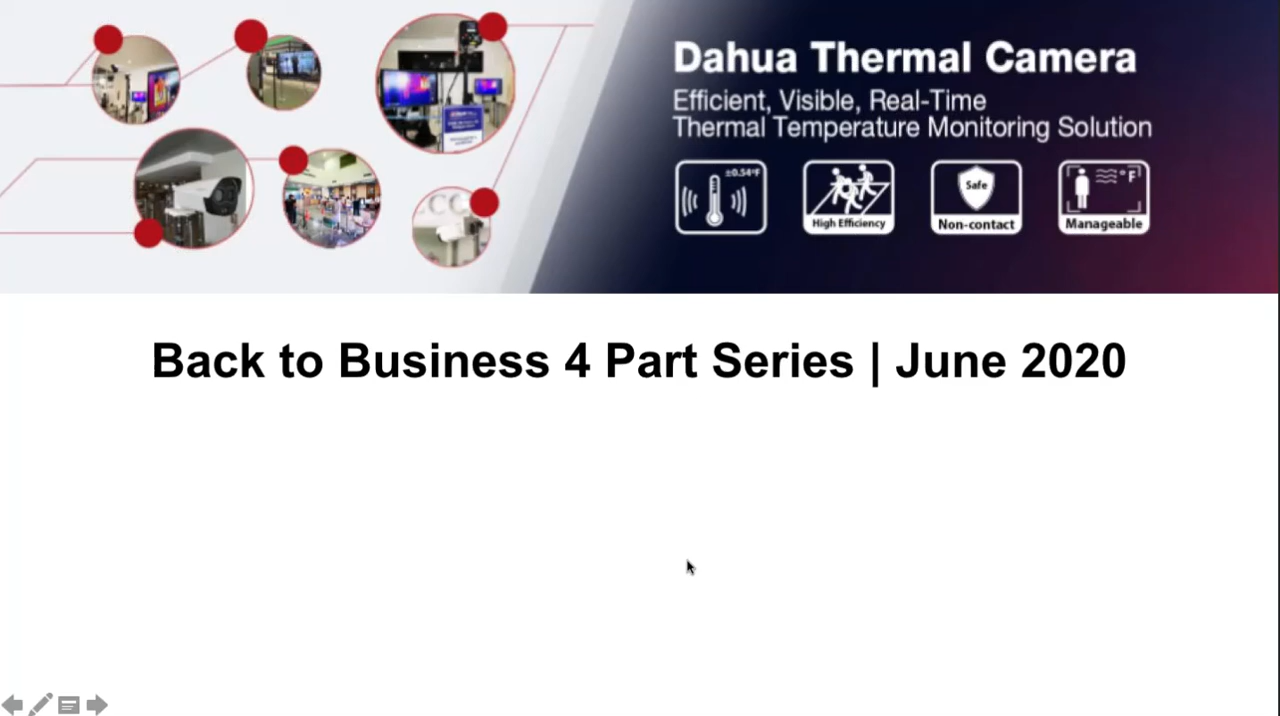 Dahua Thermal Camera
Efficient, Visible, Real-Time
Thermal Temperature Monitoring Solution
±0.54°F
High Efficiency
Safe
Non-contact
°F
Manageable
Back to Business 4 Part Series | June 2020